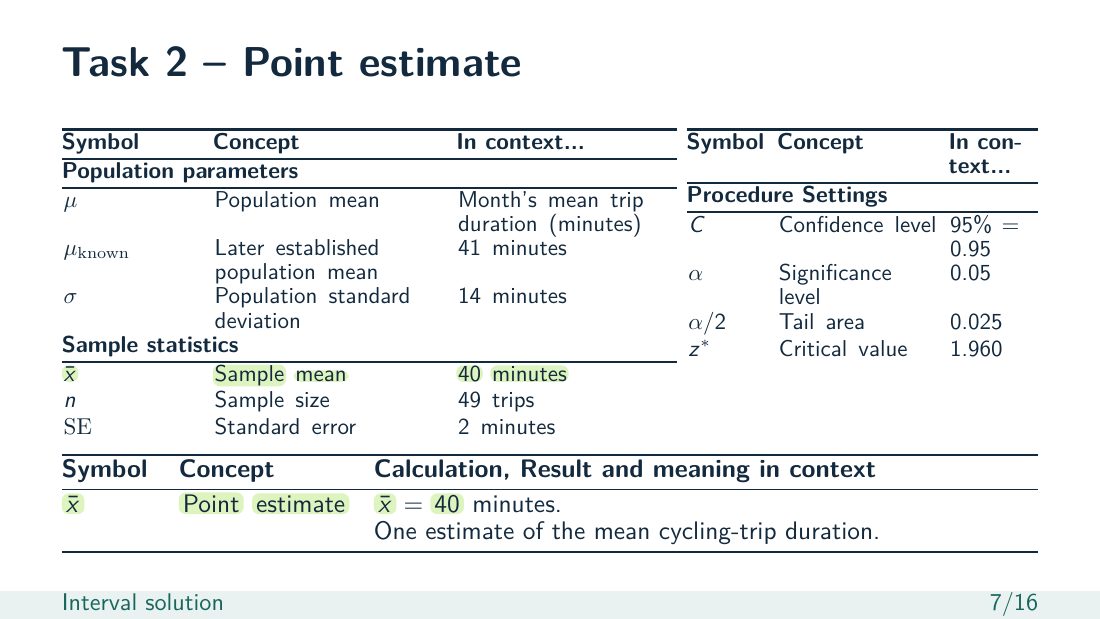 Task 2 – Point estimate
Symbol Concept In context...
Population parameters
μ Population mean Month's mean trip
duration (minutes)
μknown Later established 41 minutes
population mean
σ Population standard 14 minutes
deviation
Sample statistics
x̄ Sample mean 40 minutes
n Sample size 49 trips
SE Standard error 2 minutes
Symbol Concept In con-
text...
Procedure Settings
C Confidence level 95% =
0.95
α Significance 0.05
level
α/2 Tail area 0.025
z* Critical value 1.960
Symbol Concept Calculation, Result and meaning in context
x̄ Point estimate x̄ = 40 minutes.
One estimate of the mean cycling-trip duration.
Interval solution 7/16